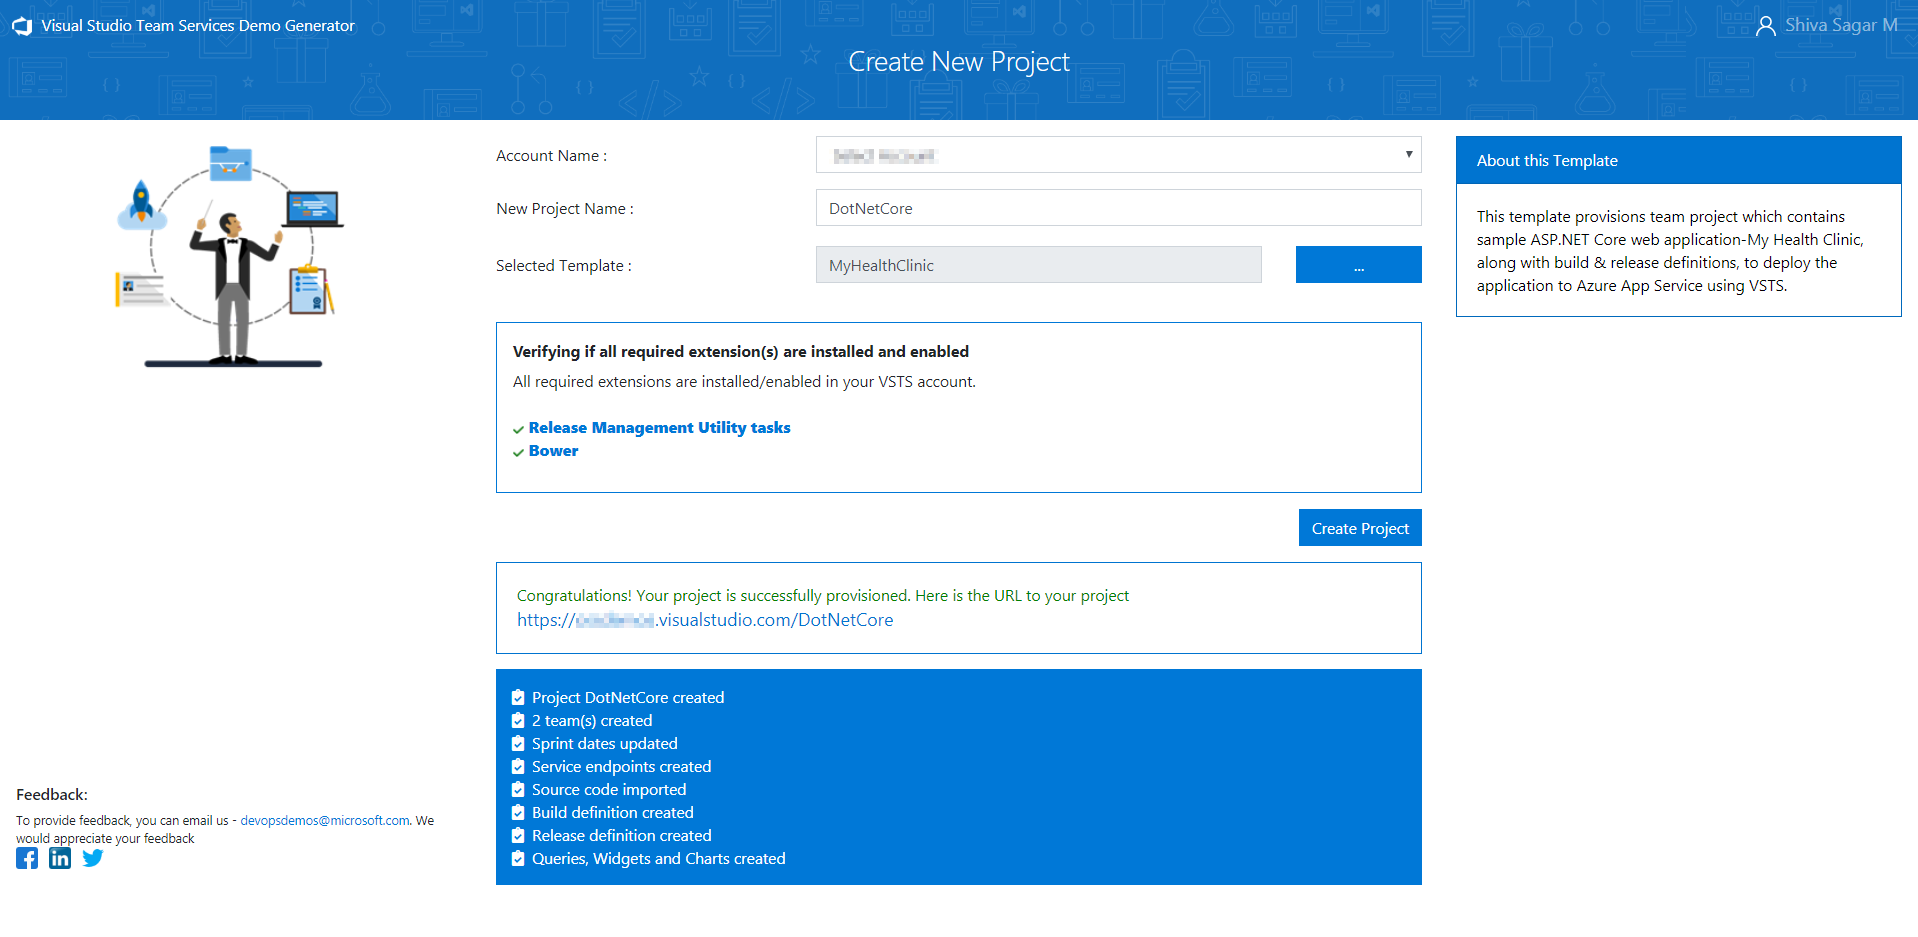 Visual Studio Team Services Demo Generator
Shiva Sagar M
Create New Project
Account Name :
New Project Name :
DotNetCore
Selected Template :
MyHealthClinic
...
About this Template
This template provisions team project which contains
sample ASP.NET Core web application-My Health Clinic,
along with build & release definitions, to deploy the
application to Azure App Service using VSTS.
Verifying if all required extension(s) are installed and enabled
All required extensions are installed/enabled in your VSTS account.
Release Management Utility tasks
Bower
Create Project
Congratulations! Your project is successfully provisioned. Here is the URL to your project
https:// .visualstudio.com/DotNetCore
Project DotNetCore created
2 team(s) created
Sprint dates updated
Service endpoints created
Source code imported
Build definition created
Release definition created
Queries, Widgets and Charts created
Feedback:
To provide feedback, you can email us - devopsdemos@microsoft.com. We
would appreciate your feedback